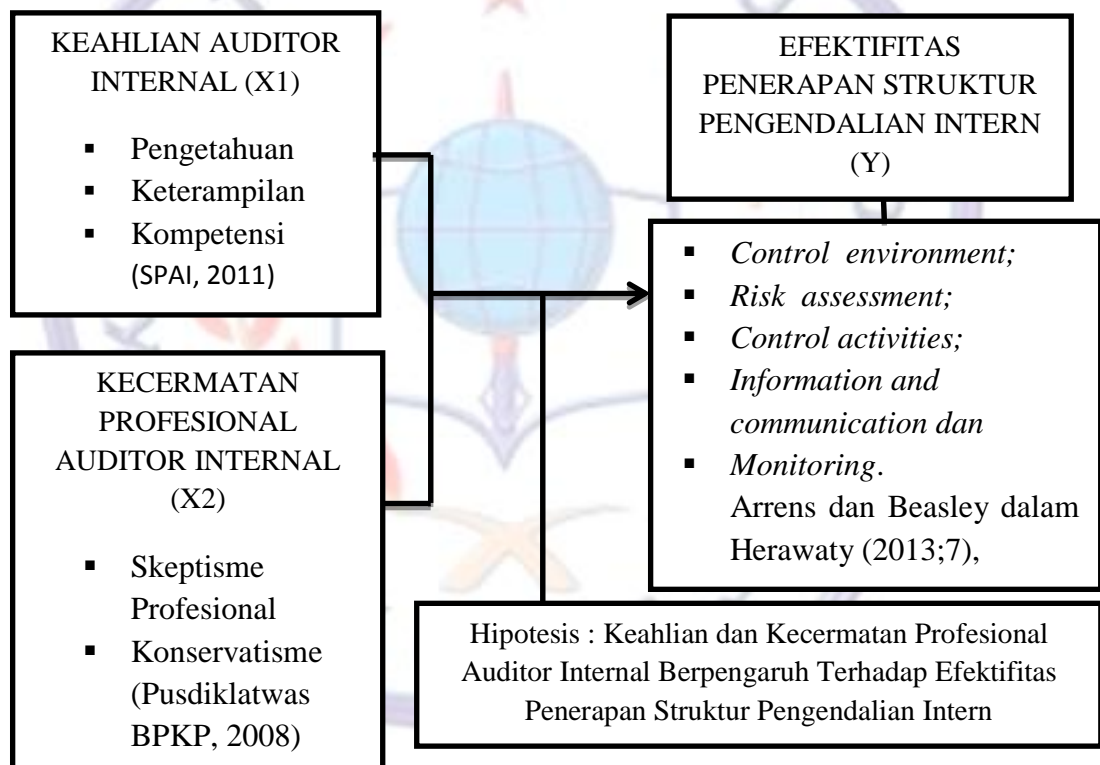 KEAHLIAN AUDITOR
INTERNAL (X1)
▪ Pengetahuan
▪ Keterampilan
▪ Kompetensi
(SPAI, 2011)
KECERMATAN
PROFESIONAL
AUDITOR INTERNAL
(X2)
▪ Skeptisme
Profesional
▪ Konservatisme
(Pusdiklatwas
BPKP, 2008)
EFEKTIFITAS
PENERAPAN STRUKTUR
PENGENDALIAN INTERN
(Y)
▪ Control environment;
▪ Risk assessment;
▪ Control activities;
▪ Information and
communication dan
▪ Monitoring.
Arrens dan Beasley dalam
Herawaty (2013;7),
Hipotesis : Keahlian dan Kecermatan Profesional
Auditor Internal Berpengaruh Terhadap Efektifitas
Penerapan Struktur Pengendalian Intern